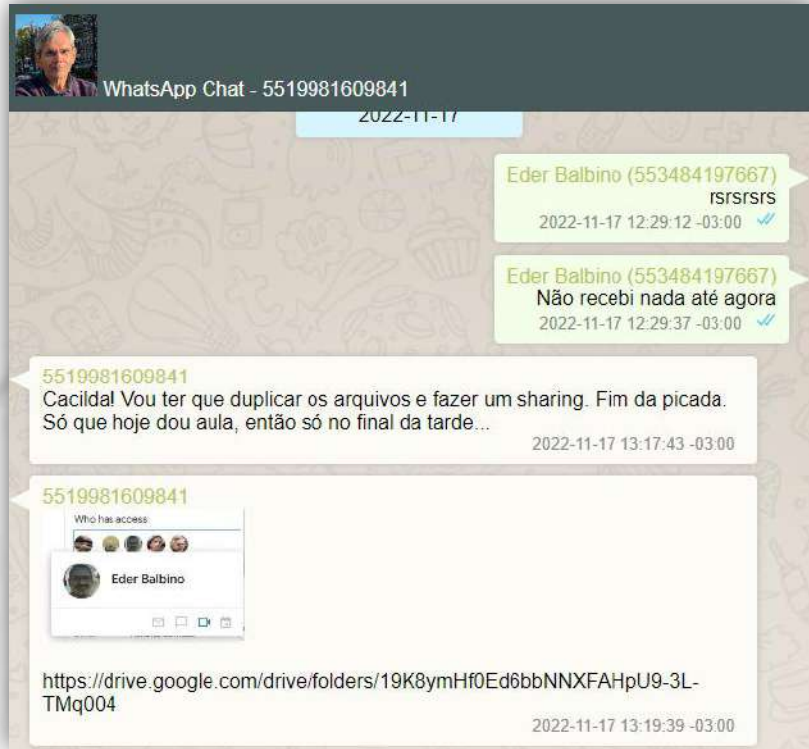 WhatsApp Chat - 5519981609841
2022-11-17
Eder Balbino (553484197667)
rsrsrsrs
2022-11-17 12:29:12 -03:00
Eder Balbino (553484197667)
Não recebi nada até agora
2022-11-17 12:29:37 -03:00
5519981609841
Cacilda! Vou ter que duplicar os arquivos e fazer um sharing. Fim da picada.
Só que hoje dou aula, então só no final da tarde...
2022-11-17 13:17:43 -03:00
5519981609841
Who has access
Eder Balbino
https://drive.google.com/drive/folders/19K8ymHf0Ed6bbNNXFAHpU9-3L-
TMq004
2022-11-17 13:19:39 -03:00